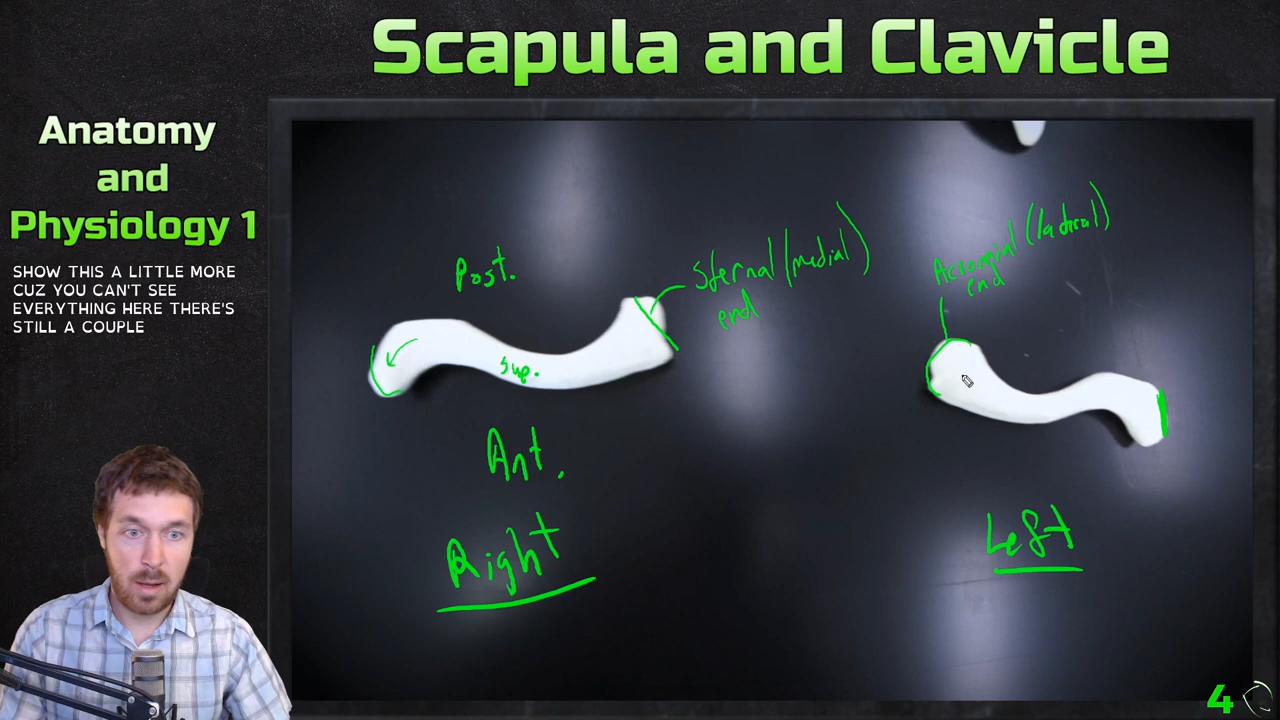 Scapula and Clavicle
Anatomy
and
Physiology 1
SHOW THIS A LITTLE MORE
CUZ YOU CAN'T SEE
EVERYTHING HERE THERE'S
STILL A COUPLE
Post.
Sternal (medial)
end
Acromial (lateral)
end
Sup.
Ant.
Right
Left
4